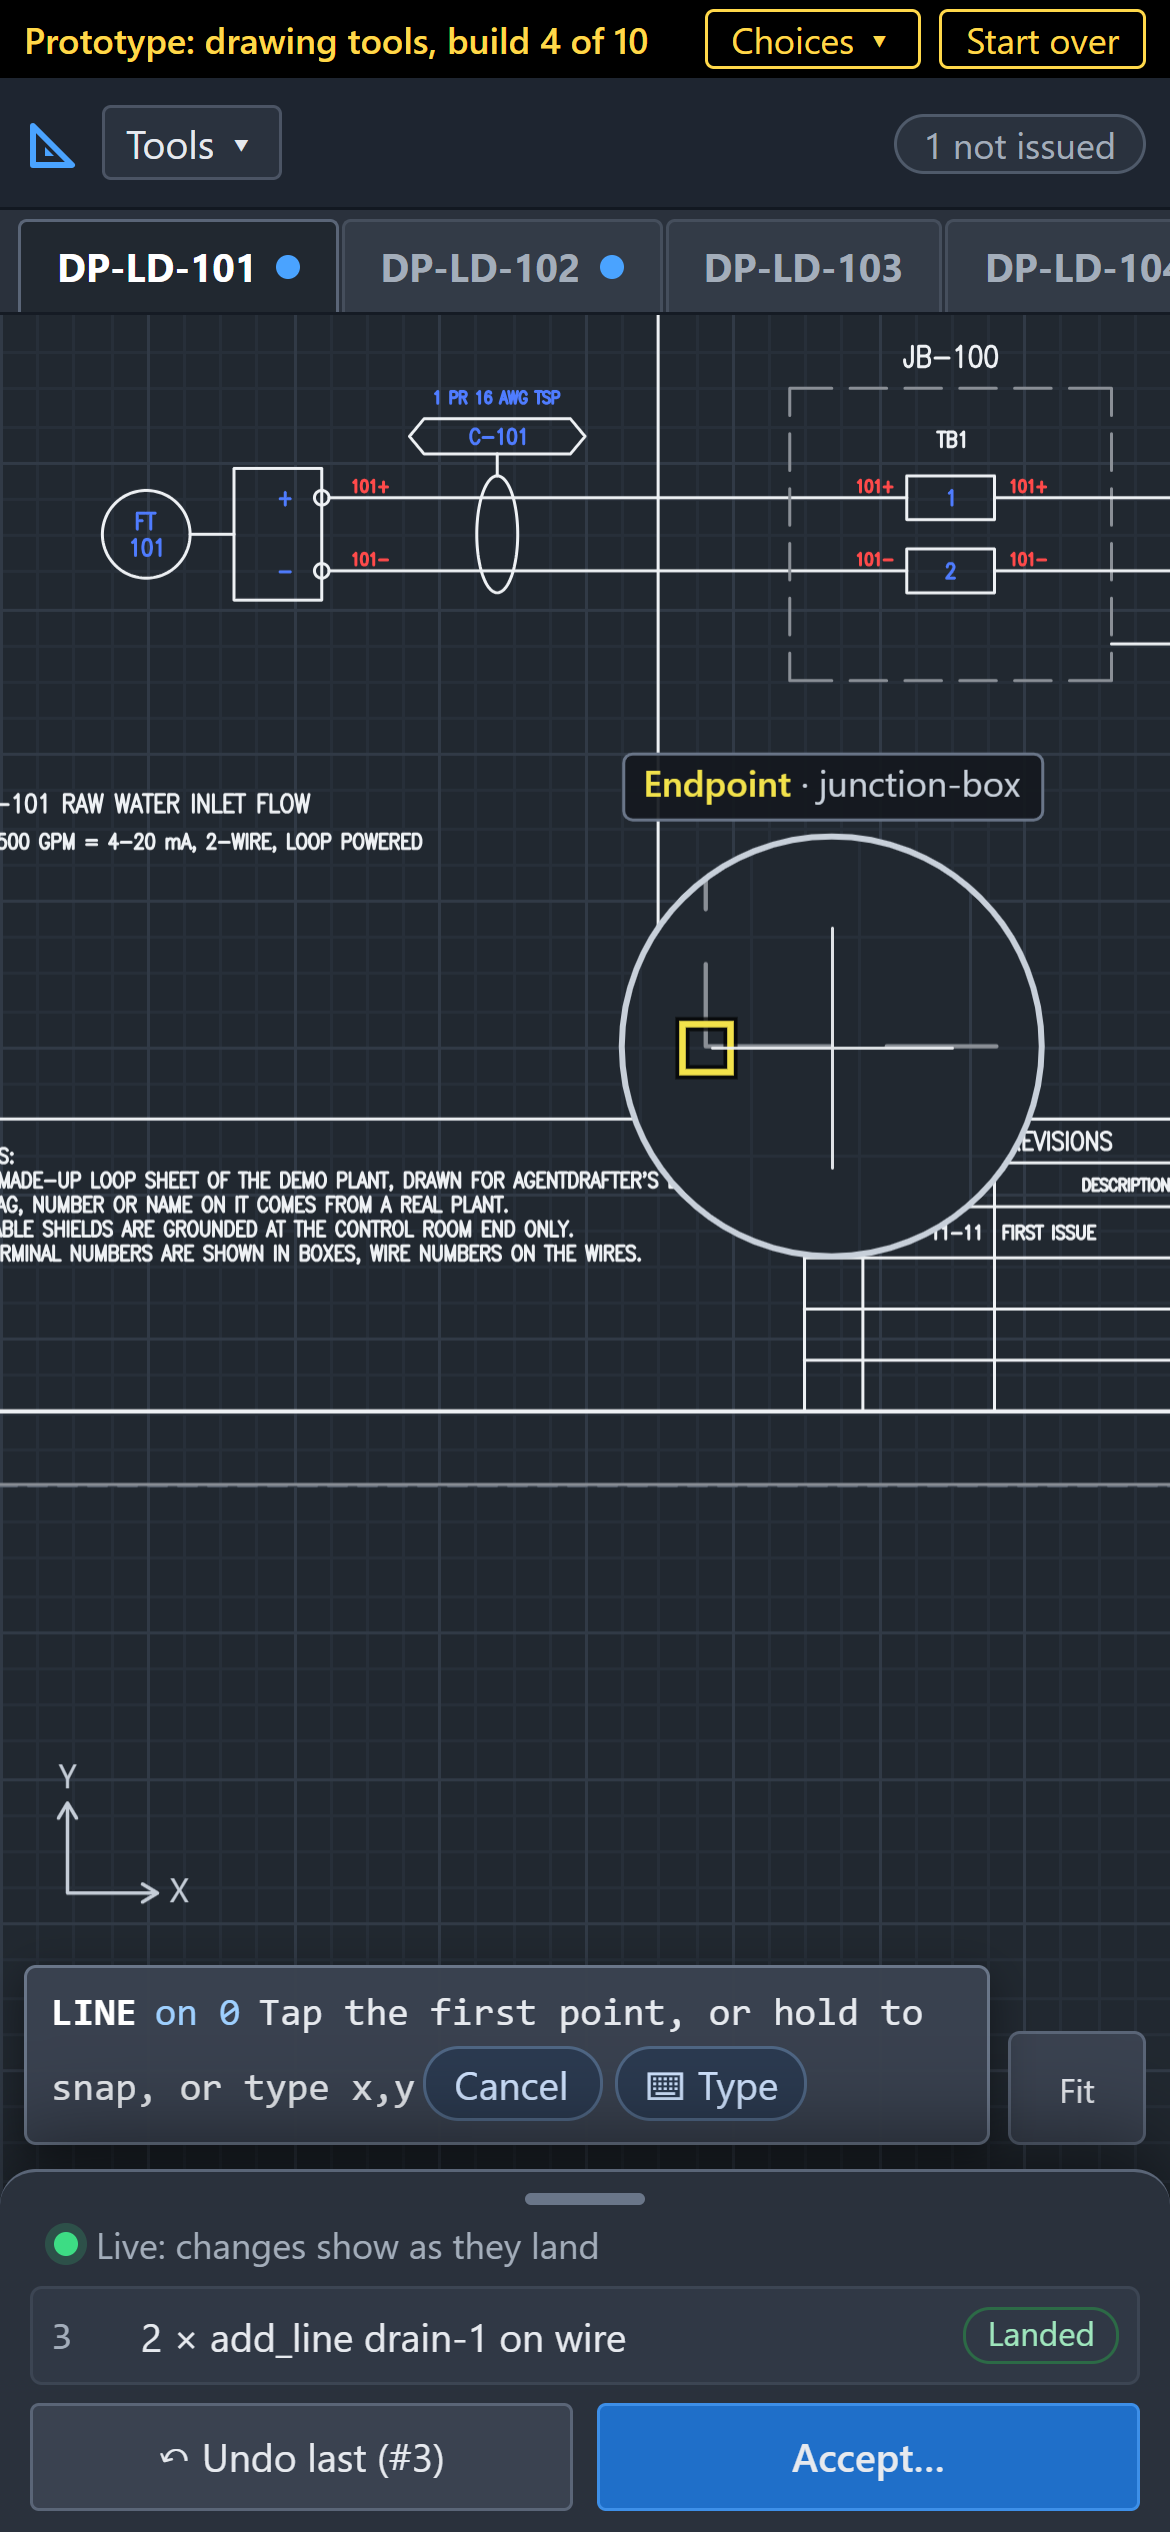 Prototype: drawing tools, build 4 of 10
Choices ▼
Start over
Tools ▼
1 not issued
DP-LD-101
DP-LD-102
DP-LD-103
DP-LD-104
JB-100
1 PR 16 AWG TSP
C-101
TB1
FT
101
+
101+
101+
1
101+
-
101-
101-
2
101-
Endpoint · junction-box
-101 RAW WATER INLET FLOW
500 GPM = 4-20 mA, 2-WIRE, LOOP POWERED
S:
MADE-UP LOOP SHEET OF THE DEMO PLANT, DRAWN FOR AGENTDRAFTER'S
AG, NUMBER OR NAME ON IT COMES FROM A REAL PLANT.
ABLE SHIELDS ARE GROUNDED AT THE CONTROL ROOM END ONLY.
RMINAL NUMBERS ARE SHOWN IN BOXES, WIRE NUMBERS ON THE WIRES.
EVISIONS
DESCRIPTION
11-11 FIRST ISSUE
Y
X
LINE on 0 Tap the first point, or hold to
snap, or type x,y
Cancel
Type
Fit
Live: changes show as they land
3 2 × add_line drain-1 on wire
Landed
Undo last (#3)
Accept...